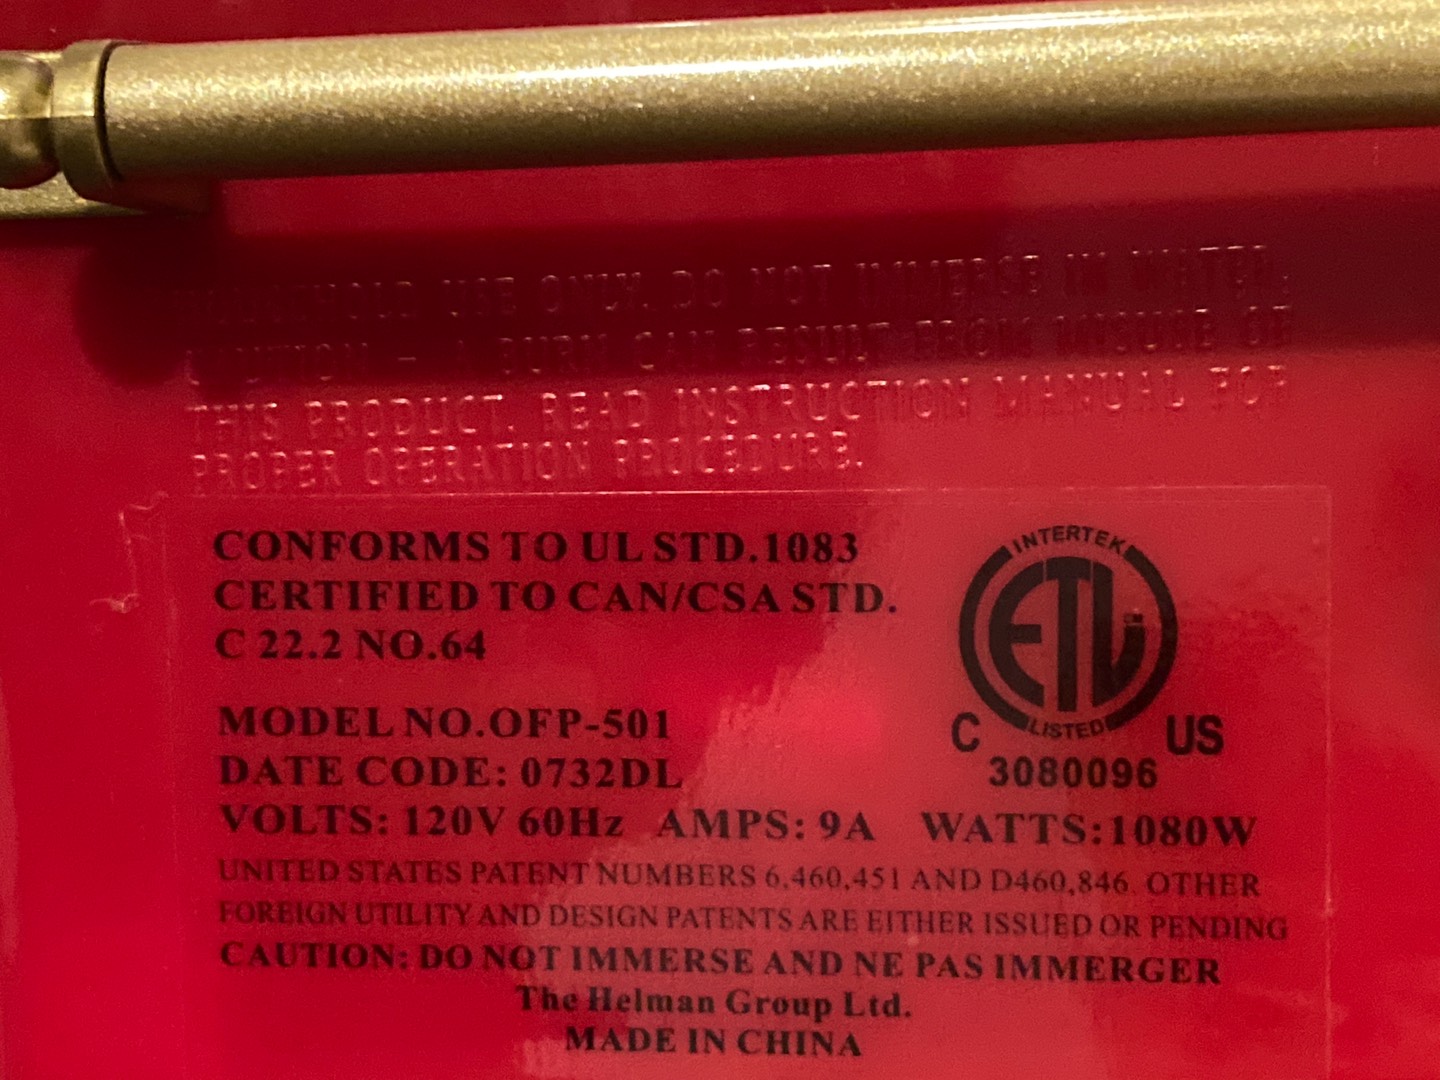 HOUSEHOLD USE ONLY. DO NOT IMMERSE IN WATER.
CAUTION - A BURN CAN RESULT FROM MISUSE OF
THIS PRODUCT. READ INSTRUCTION MANUAL FOR
PROPER OPERATION PROCEDURE.
CONFORMS TO UL STD.1083
CERTIFIED TO CAN/CSA STD.
C 22.2 NO.64
INTERTEK
ETL CM
LISTED
C US
3080096
MODEL NO.OFP-501
DATE CODE: 0732DL
VOLTS: 120V 60Hz AMPS: 9A WATTS:1080W
UNITED STATES PATENT NUMBERS 6,460,451 AND D460,846. OTHER
FOREIGN UTILITY AND DESIGN PATENTS ARE EITHER ISSUED OR PENDING
CAUTION: DO NOT IMMERSE AND NE PAS IMMERGER
The Helman Group Ltd.
MADE IN CHINA